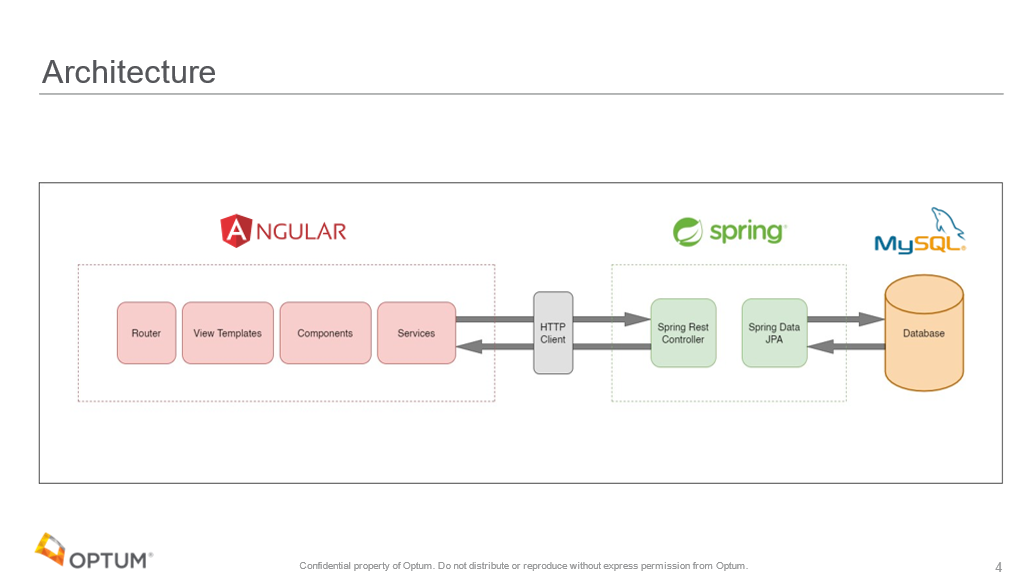 Architecture
ANGULAR
spring
MySQL
Router
View Templates
Components
Services
HTTP
Client
Spring Rest
Controller
Spring Data
JPA
Database
OPTUM®
Confidential property of Optum. Do not distribute or reproduce without express permission from Optum.
4